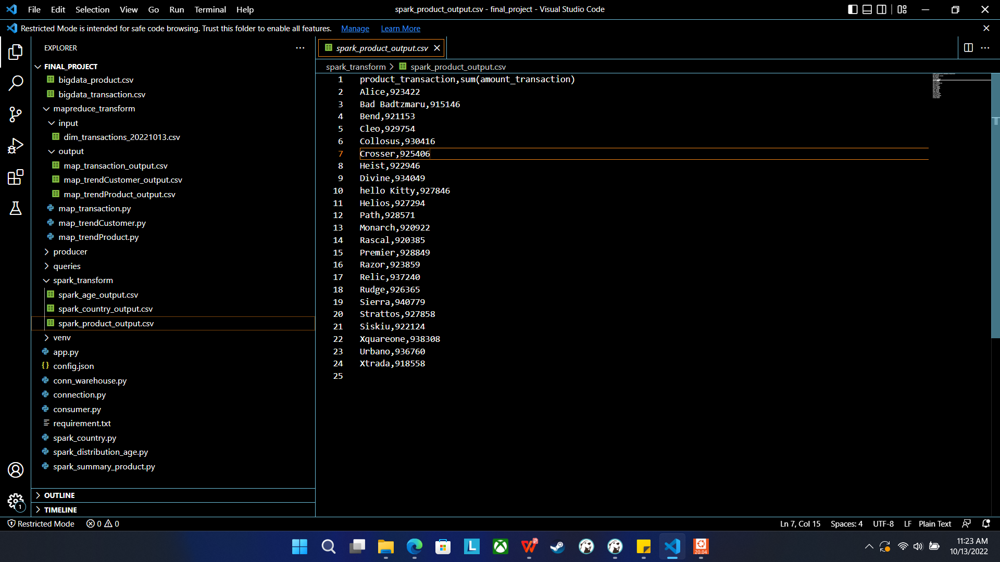 File Edit Selection View Go Run Terminal Help
spark_product_output.csv - final_project - Visual Studio Code
Restricted Mode is intended for safe code browsing. Trust this folder to enable all features. Manage Learn More
EXPLORER
FINAL_PROJECT
bigdata_product.csv
bigdata_transaction.csv
mapreduce_transform
input
dim_transactions_20221013.csv
output
map_transaction_output.csv
map_trendCustomer_output.csv
map_trendProduct_output.csv
map_transaction.py
map_trendCustomer.py
map_trendProduct.py
producer
queries
spark_transform
spark_age_output.csv
spark_country_output.csv
spark_product_output.csv
venv
app.py
config.json
conn_warehouse.py
connection.py
consumer.py
requirement.txt
spark_country.py
spark_distribution_age.py
spark_summary_product.py
OUTLINE
TIMELINE
1
spark_product_output.csv
spark_transform > spark_product_output.csv
1 product_transaction,sum(amount_transaction)
2 Alice,923422
3 Bad Badtzmaru,915146
4 Bend,921153
5 Cleo,929754
6 Collosus,930416
7 Crosser,925406
8 Heist,922946
9 Divine,934049
10 hello Kitty,927846
11 Helios,927294
12 Path,928571
13 Monarch,920922
14 Rascal,920385
15 Premier,928849
16 Razor,923859
17 Relic,937240
18 Rudge,926365
19 Sierra,940779
20 Strattos,927858
21 Siskiu,922124
22 Xquareone,938308
23 Urbano,936760
24 Xtrada,918558
25
Restricted Mode 0 0
Ln 7, Col 15 Spaces: 4 UTF-8 LF Plain Text
L
2
20.04
11:23 AM
10/13/2022